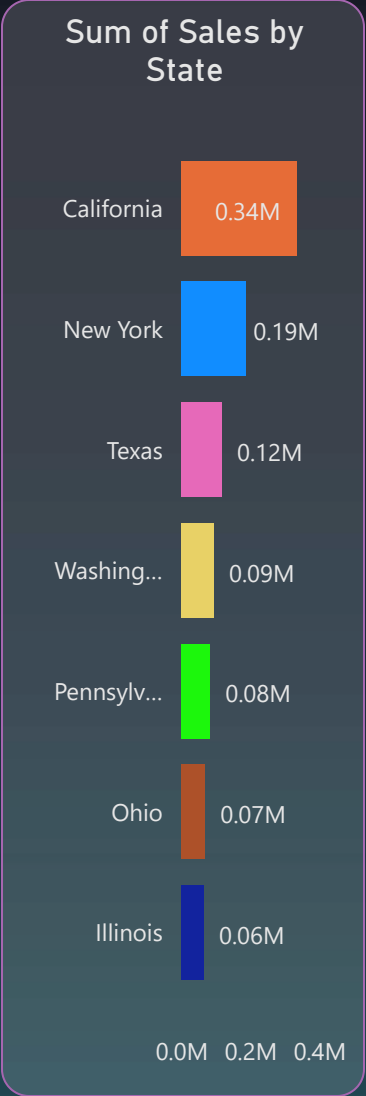 Sum of Sales by
State
California 0.34M
New York 0.19M
Texas 0.12M
Washing... 0.09M
Pennsylv... 0.08M
Ohio 0.07M
Illinois 0.06M
0.0M 0.2M 0.4M